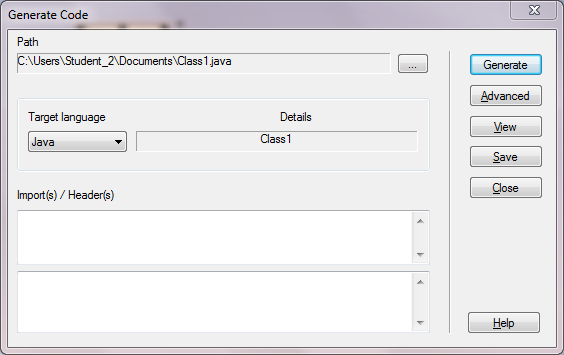 Generate Code
Path
C:\Users\Student_2\Documents\Class1.java
...
Generate
Advanced
View
Save
Close
Target language
Details
Java
Class1
Import(s) / Header(s)
Help